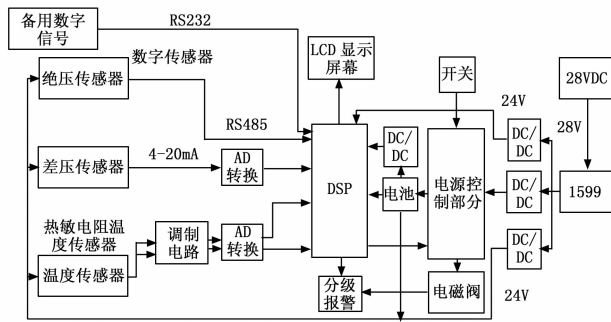 备用数字
信号
RS232
数字传感器
绝压传感器
RS485
差压传感器
4-20mA
AD
转换
热敏电阻温
度传感器
温度传感器
调制
电路
AD
转换
LCD 显示
屏幕
DSP
分级
报警
DC/
DC
电池
开关
电源控
制部分
电磁阀
24V
DC/
DC
DC/
DC
DC/
DC
24V
28VDC
28V
1599